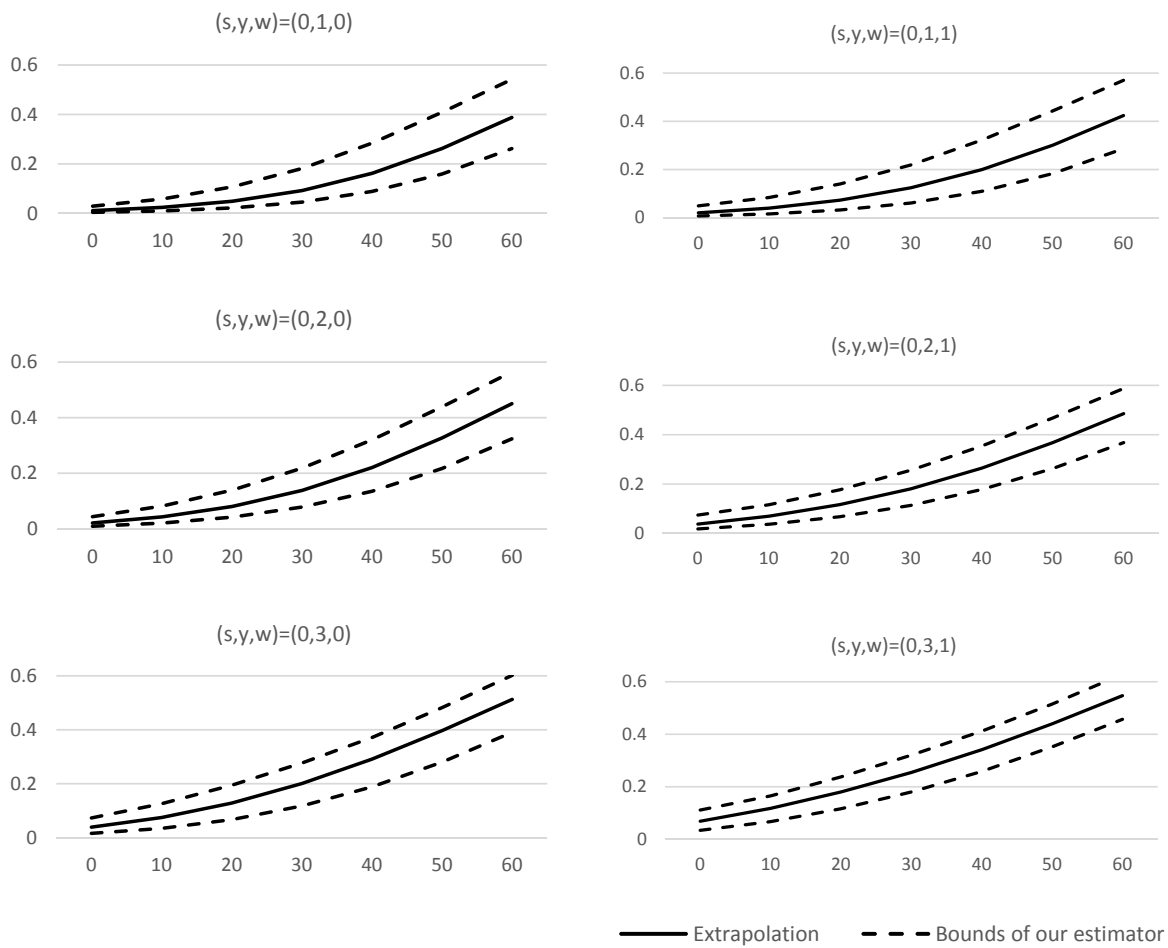 (s,y,w)=(0,1,0)
0.6
0.4
0.2
0
0 10 20 30 40 50 60
(s,y,w)=(0,1,1)
0.6
0.4
0.2
0
0 10 20 30 40 50 60
(s,y,w)=(0,2,0)
0.6
0.4
0.2
0
0 10 20 30 40 50 60
(s,y,w)=(0,2,1)
0.6
0.4
0.2
0
0 10 20 30 40 50 60
(s,y,w)=(0,3,0)
0.6
0.4
0.2
0
0 10 20 30 40 50 60
(s,y,w)=(0,3,1)
0.6
0.4
0.2
0
0 10 20 30 40 50 60
Extrapolation Bounds of our estimator